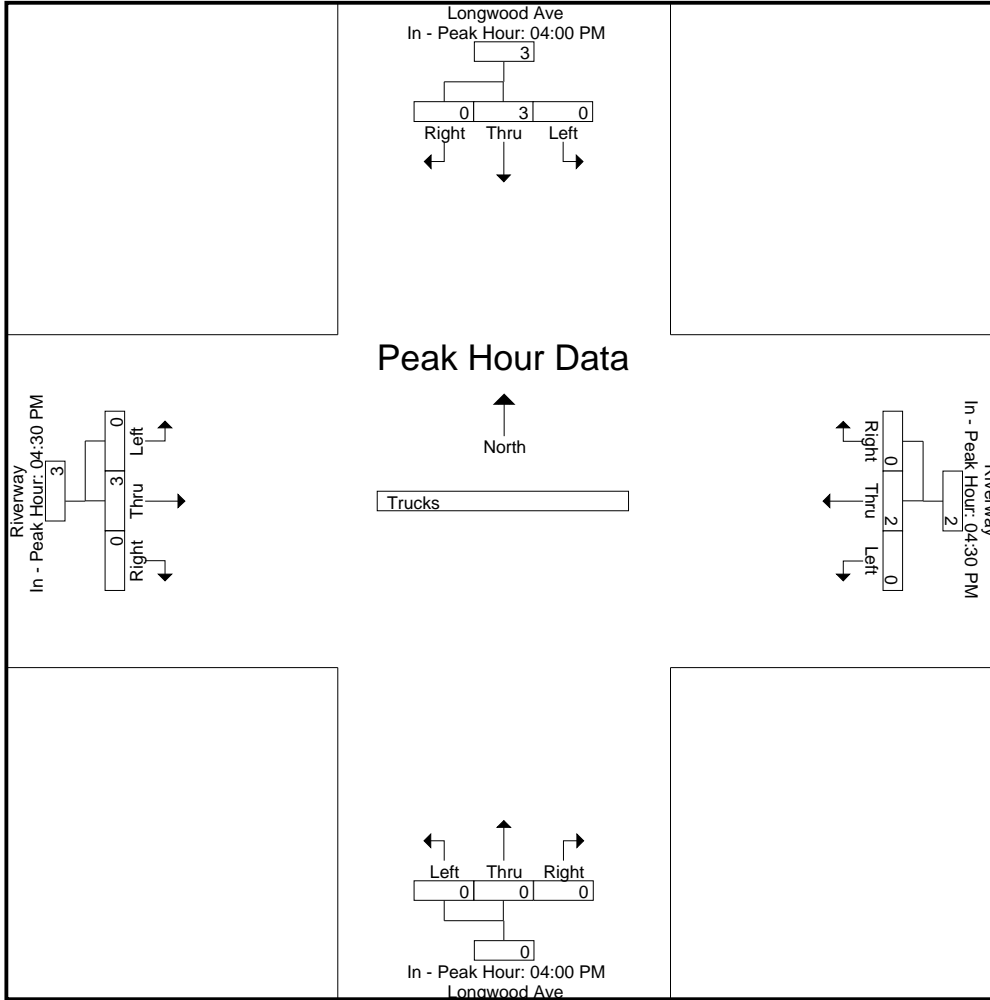 Longwood Ave
In - Peak Hour: 04:00 PM
3
0 3 0
Right Thru Left
Peak Hour Data
North
Trucks
Riverway
In - Peak Hour: 04:30 PM
3
0 3 0
Left Thru Right
Right Thru Left
0 2 0
2
In - Peak Hour: 04:30 PM
Riverway
Left Thru Right
0 0 0
0
In - Peak Hour: 04:00 PM
Longwood Ave